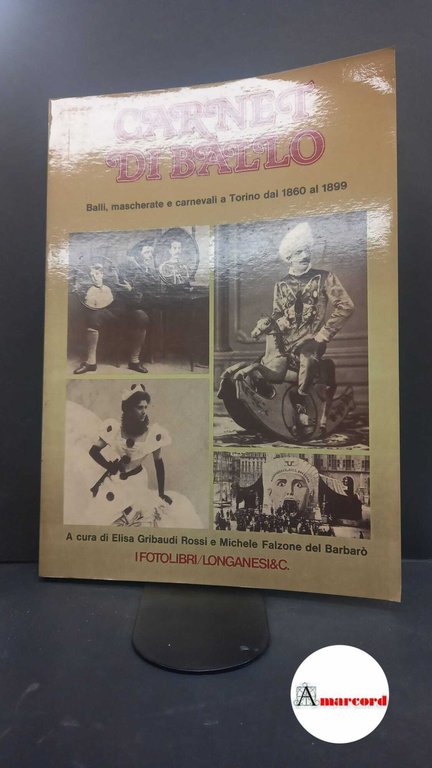 CARNET
DI BALLO
Balli, mascherate e carnevali a Torino dal 1860 al 1899
A cura di Elisa Gribaudi Rossi e Michele Falzone del Barbarò
I FOTOLIBRI/LONGANESI&C.
Amarcord